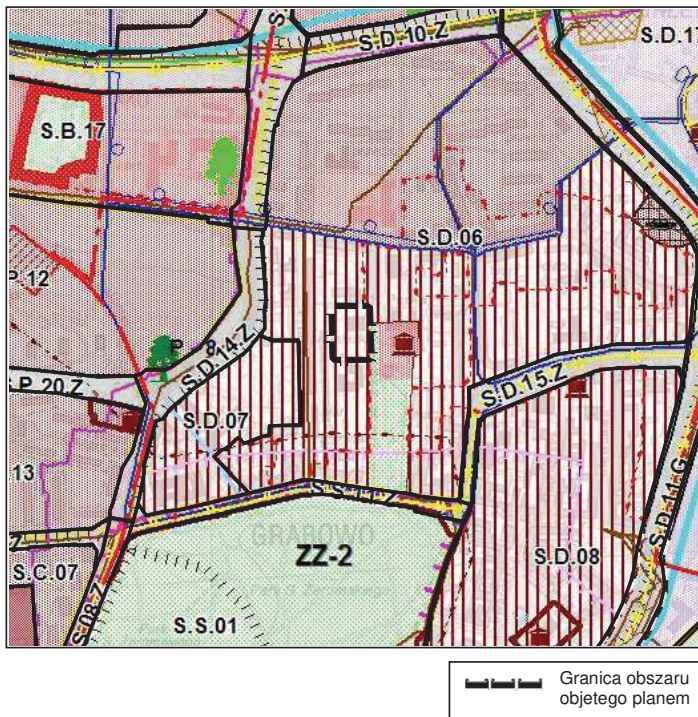 S.D.10.Z
S.D.17
S.B.17
S.D.06
P.12
P
8
S.D.14.Z
S.P.20.Z
S.D.15.Z
S.D.07
13
S.D.11.G
GRABOWO
ZZ-2
S.D.08
S.C.07
S.S.01
Granica obszaru
objetego planem